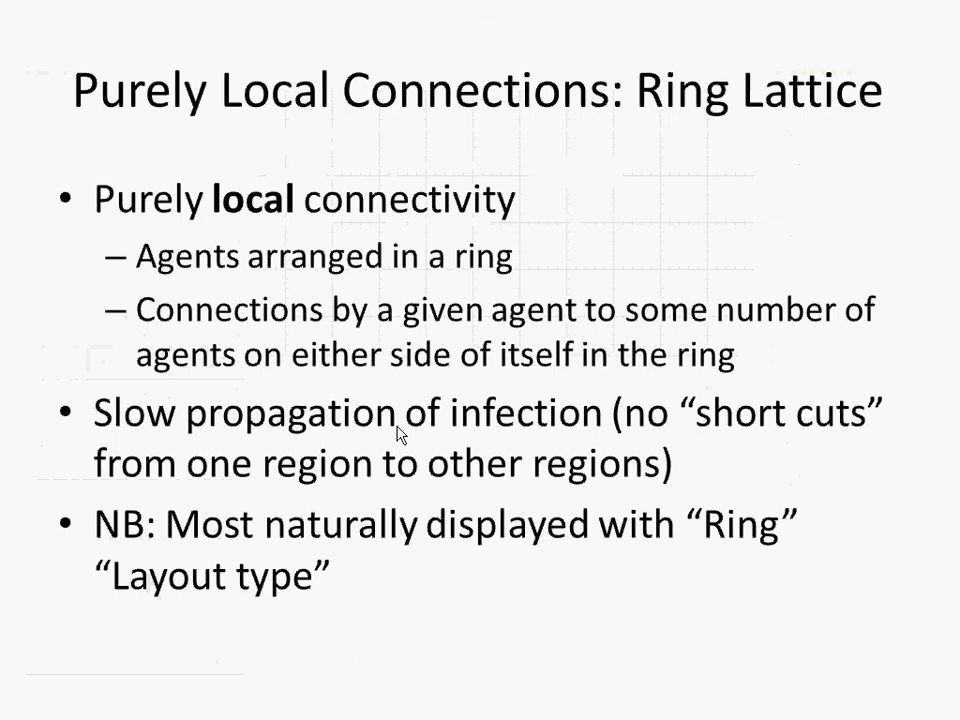 Purely Local Connections: Ring Lattice
• Purely local connectivity
– Agents arranged in a ring
– Connections by a given agent to some number of
agents on either side of itself in the ring
• Slow propagation of infection (no “short cuts”
from one region to other regions)
• NB: Most naturally displayed with “Ring”
“Layout type”